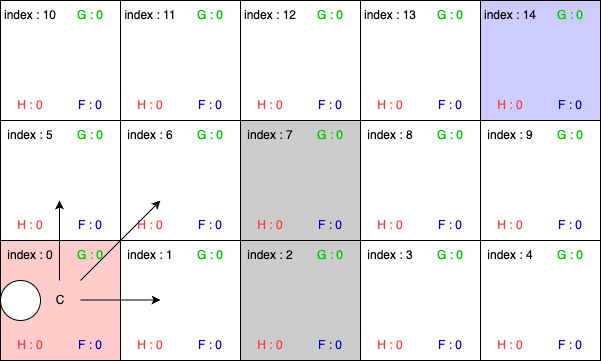 index : 10 G : 0 index : 11 G : 0 index : 12 G : 0 index : 13 G : 0 index : 14 G : 0
H : 0 F : 0 H : 0 F : 0 H : 0 F : 0 H : 0 F : 0 H : 0 F : 0
index : 5 G : 0 index : 6 G : 0 index : 7 G : 0 index : 8 G : 0 index : 9 G : 0
H : 0 F : 0 H : 0 F : 0 H : 0 F : 0 H : 0 F : 0 H : 0 F : 0
index : 0 G : 0 index : 1 G : 0 index : 2 G : 0 index : 3 G : 0 index : 4 G : 0
C
H : 0 F : 0 H : 0 F : 0 H : 0 F : 0 H : 0 F : 0 H : 0 F : 0